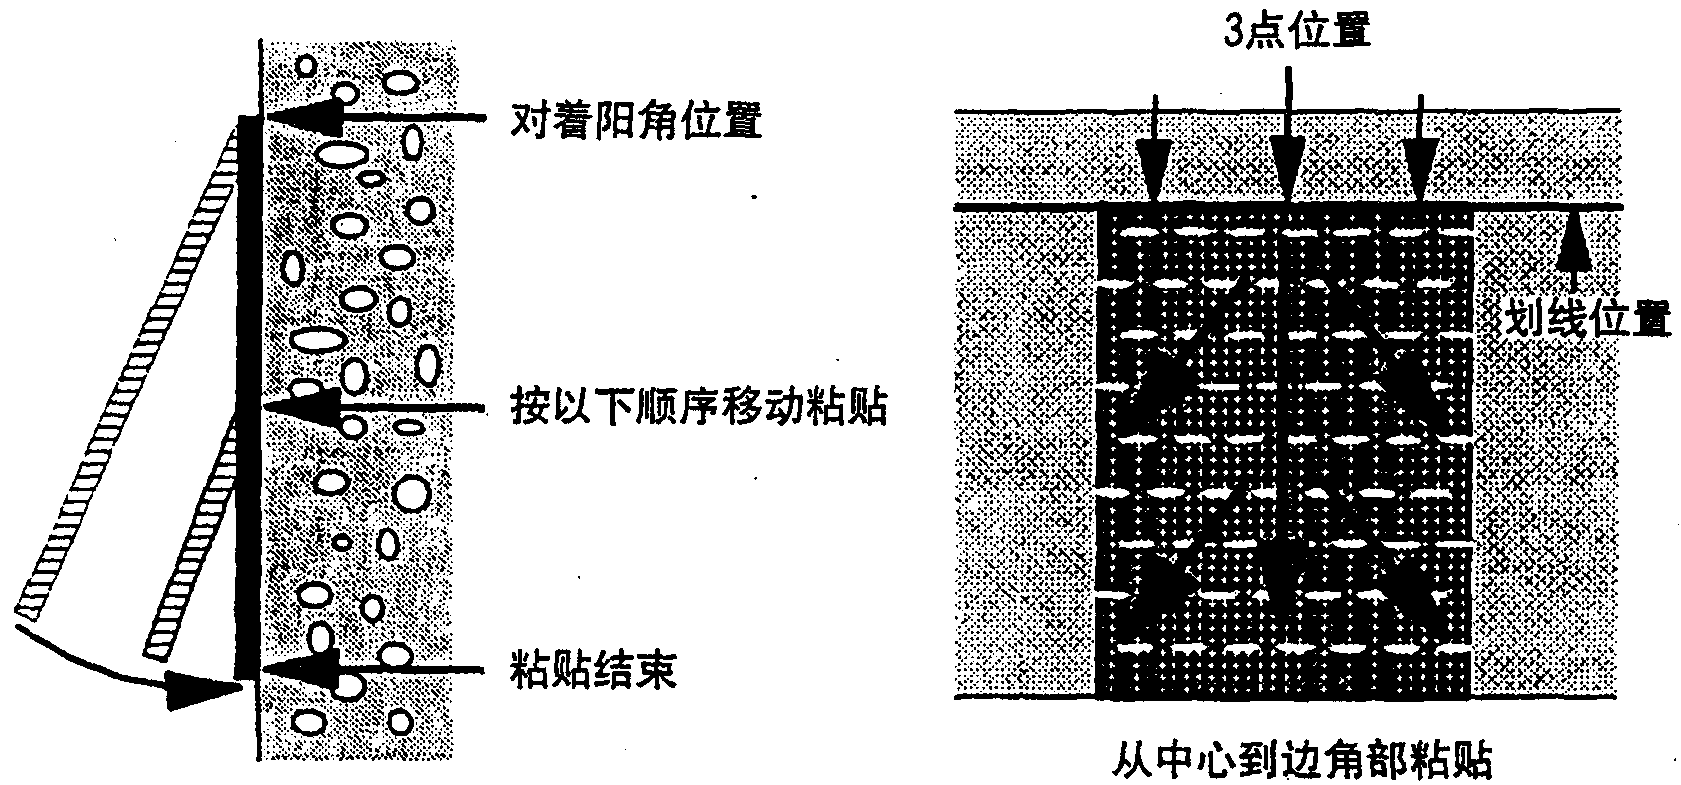 对着阳角位置
按以下顺序移动粘贴
粘贴结束
3点位置
划线位置
从中心到边角部粘贴